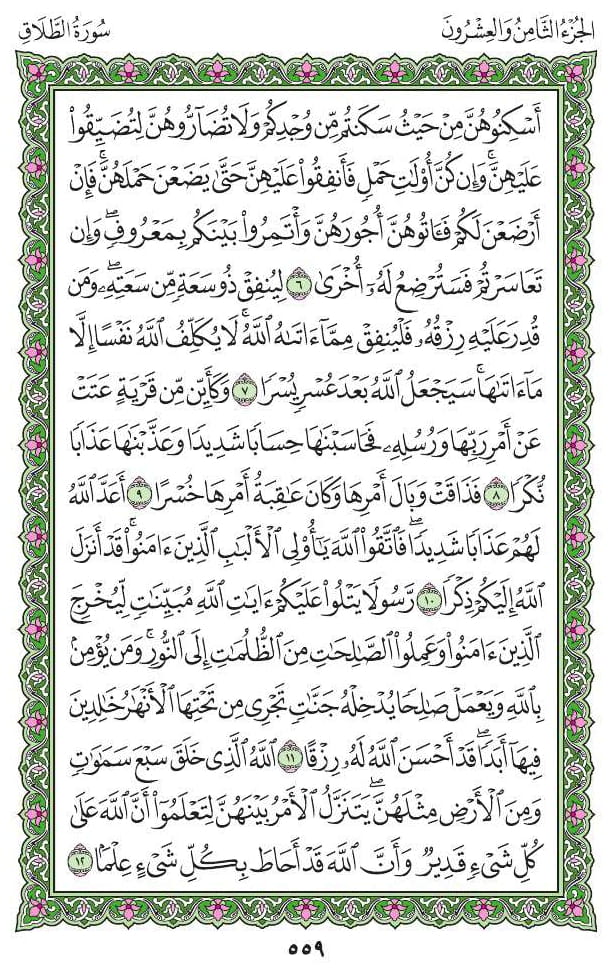 سُورَةُ الطَّلَاقِ
الجُزْءُ الثَّامِنُ وَالعِشْرُونَ
أَسْكِنُوهُنَّ مِنْ حَيْثُ سَكَنتُم مِّن وُجْدِكُمْ وَلَا تُضَآرُّوهُنَّ لِتُضَيِّقُوا۟
عَلَيْهِنَّ ۚ وَإِن كُنَّ أُو۟لَٰتِ حَمْلٍ فَأَنفِقُوا۟ عَلَيْهِنَّ حَتَّىٰ يَضَعْنَ حَمْلَهُنَّ ۚ فَإِنْ
أَرْضَعْنَ لَكُمْ فَـَٔاتُوهُنَّ أُجُورَهُنَّ ۖ وَأْتَمِرُوا۟ بَيْنَكُم بِمَعْرُوفٍ ۖ وَإِن
تَعَاسَرْتُمْ فَسَتُرْضِعُ لَهُۥٓ أُخْرَىٰ ٦ لِيُنفِقْ ذُو سَعَةٍ مِّن سَعَتِهِۦ ۖ وَمَن
قُدِرَ عَلَيْهِ رِزْقُهُۥ فَلْيُنفِقْ مِمَّآ ءَاتَىٰهُ ٱللَّهُ ۚ لَا يُكَلِّفُ ٱللَّهُ نَفْسًا إِلَّا
مَآ ءَاتَىٰهَا ۚ سَيَجْعَلُ ٱللَّهُ بَعْدَ عُسْرٍ يُسْرًا ٧ وَكَأَيِّن مِّن قَرْيَةٍ عَتَتْ
عَنْ أَمْرِ رَبِّهَا وَرُسُلِهِۦ فَحَاسَبْنَٰهَا حِسَابًا شَدِيدًا وَعَذَّبْنَٰهَا عَذَابًا
نُّكْرًا ٨ فَذَاقَتْ وَبَالَ أَمْرِهَا وَكَانَ عَٰقِبَةُ أَمْرِهَا خُسْرًا ٩ أَعَدَّ ٱللَّهُ
لَهُمْ عَذَابًا شَدِيدًا ۖ فَٱتَّقُوا۟ ٱللَّهَ يَٰٓأُو۟لِى ٱلْأَلْبَٰبِ ٱلَّذِينَ ءَامَنُوا۟ ۚ قَدْ أَنزَلَ
ٱللَّهُ إِلَيْكُمْ ذِكْرًا ١٠ رَّسُولًا يَتْلُوا۟ عَلَيْكُمْ ءَايَٰتِ ٱللَّهِ مُبَيِّنَٰتٍ لِّيُخْرِجَ
ٱلَّذِينَ ءَامَنُوا۟ وَعَمِلُوا۟ ٱلصَّٰلِحَٰتِ مِنَ ٱلظُّلُمَٰتِ إِلَى ٱلنُّورِ ۚ وَمَن يُؤْمِنۢ
بِٱللَّهِ وَيَعْمَلْ صَٰلِحًا يُدْخِلْهُ جَنَّٰتٍ تَجْرِى مِن تَحْتِهَا ٱلْأَنْهَٰرُ خَٰلِدِينَ
فِيهَآ أَبَدًا ۖ قَدْ أَحْسَنَ ٱللَّهُ لَهُۥ رِزْقًا ١١ ٱللَّهُ ٱلَّذِى خَلَقَ سَبْعَ سَمَٰوَٰتٍ
وَمِنَ ٱلْأَرْضِ مِثْلَهُنَّ ۖ يَتَنَزَّلُ ٱلْأَمْرُ بَيْنَهُنَّ لِتَعْلَمُوٓا۟ أَنَّ ٱللَّهَ عَلَىٰ
كُلِّ شَىْءٍ قَدِيرٌ وَأَنَّ ٱللَّهَ قَدْ أَحَاطَ بِكُلِّ شَىْءٍ عِلْمًۢا ١٢
٥٥٩